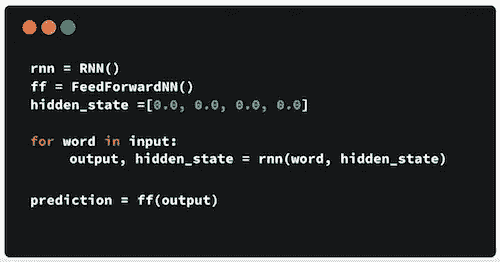 rnn = RNN()
ff = FeedForwardNN()
hidden_state =[0.0, 0.0, 0.0, 0.0]
for word in input:
output, hidden_state = rnn(word, hidden_state)
prediction = ff(output)